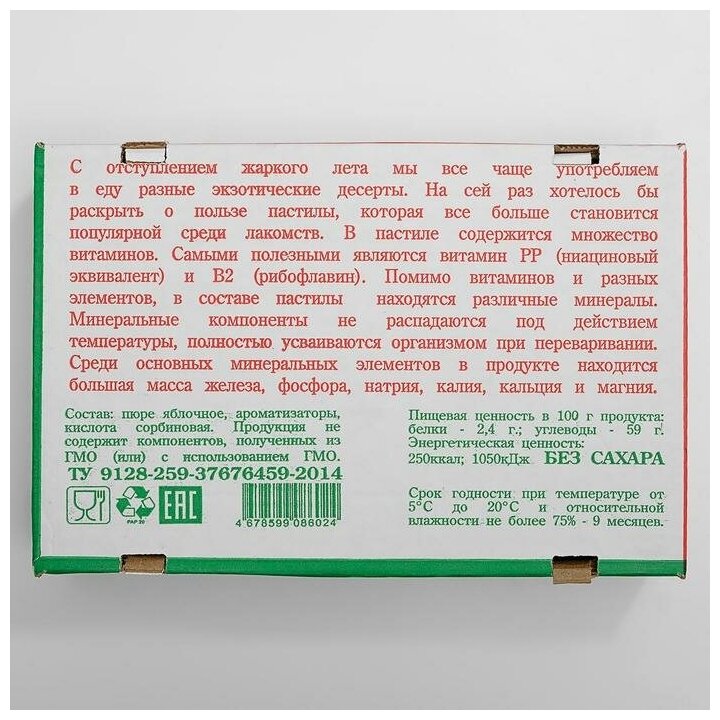 С отступлением жаркого лета мы все чаще употребляем
в еду разные экзотические десерты. На сей раз хотелось бы
раскрыть о пользе пастилы, которая все больше становится
популярной среди лакомств. В пастиле содержится множество
витаминов. Самыми полезными являются витамин РР (ниациновый
эквивалент) и В2 (рибофлавин). Помимо витаминов и разных
элементов, в составе пастилы находятся различные минералы.
Минеральные компоненты не распадаются под действием
температуры, полностью усваиваются организмом при переваривании.
Среди основных минеральных элементов в продукте находится
большая масса железа, фосфора, натрия, калия, кальция и магния.
Состав: пюре яблочное, ароматизаторы,
кислота сорбиновая. Продукция не
содержит компонентов, полученных из
ГМО (или) с использованием ГМО.
ТУ 9128-259-37676459-2014
PAP 20
EAC
4 678599 086024
Пищевая ценность в 100 г продукта:
белки - 2,4 г.; углеводы - 59 г.
Энергетическая ценность:
250ккал; 1050кДж БЕЗ САХАРА
Срок годности при температуре от
5°С до 20°С и относительной
влажности не более 75% - 9 месяцев.